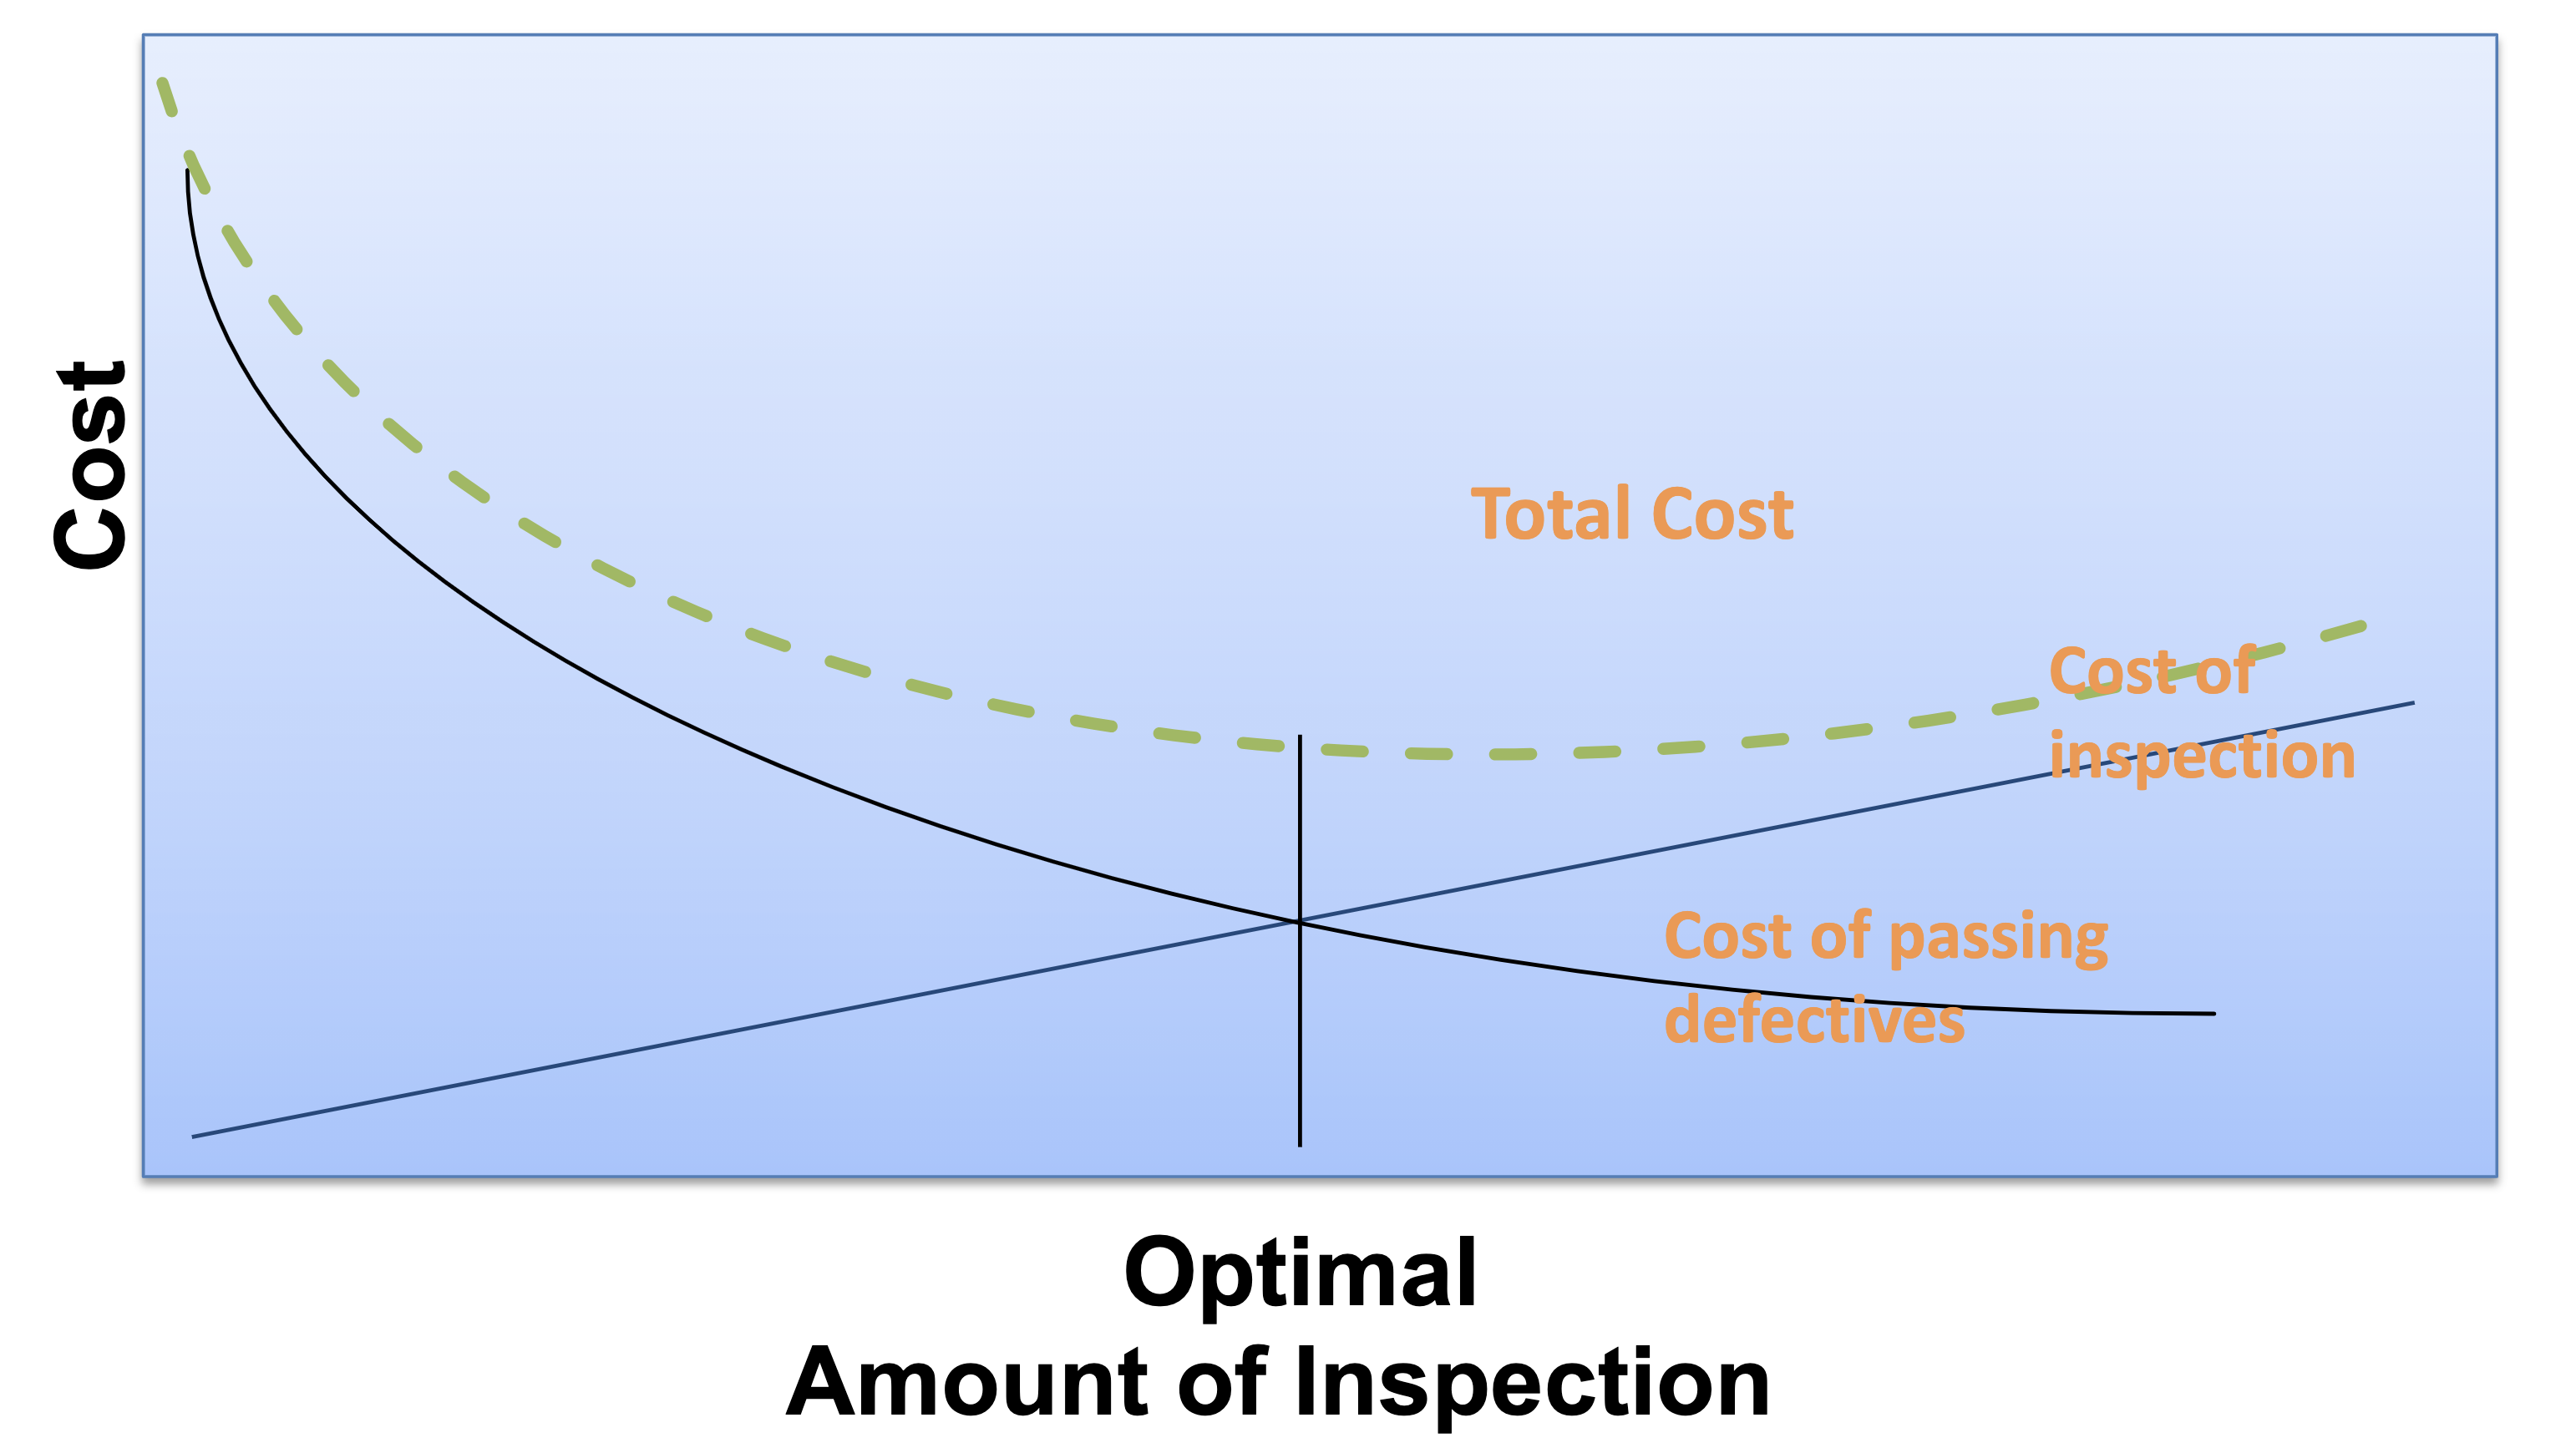 Cost
Total Cost
Cost of
inspection
Cost of passing
defectives
Optimal
Amount of Inspection